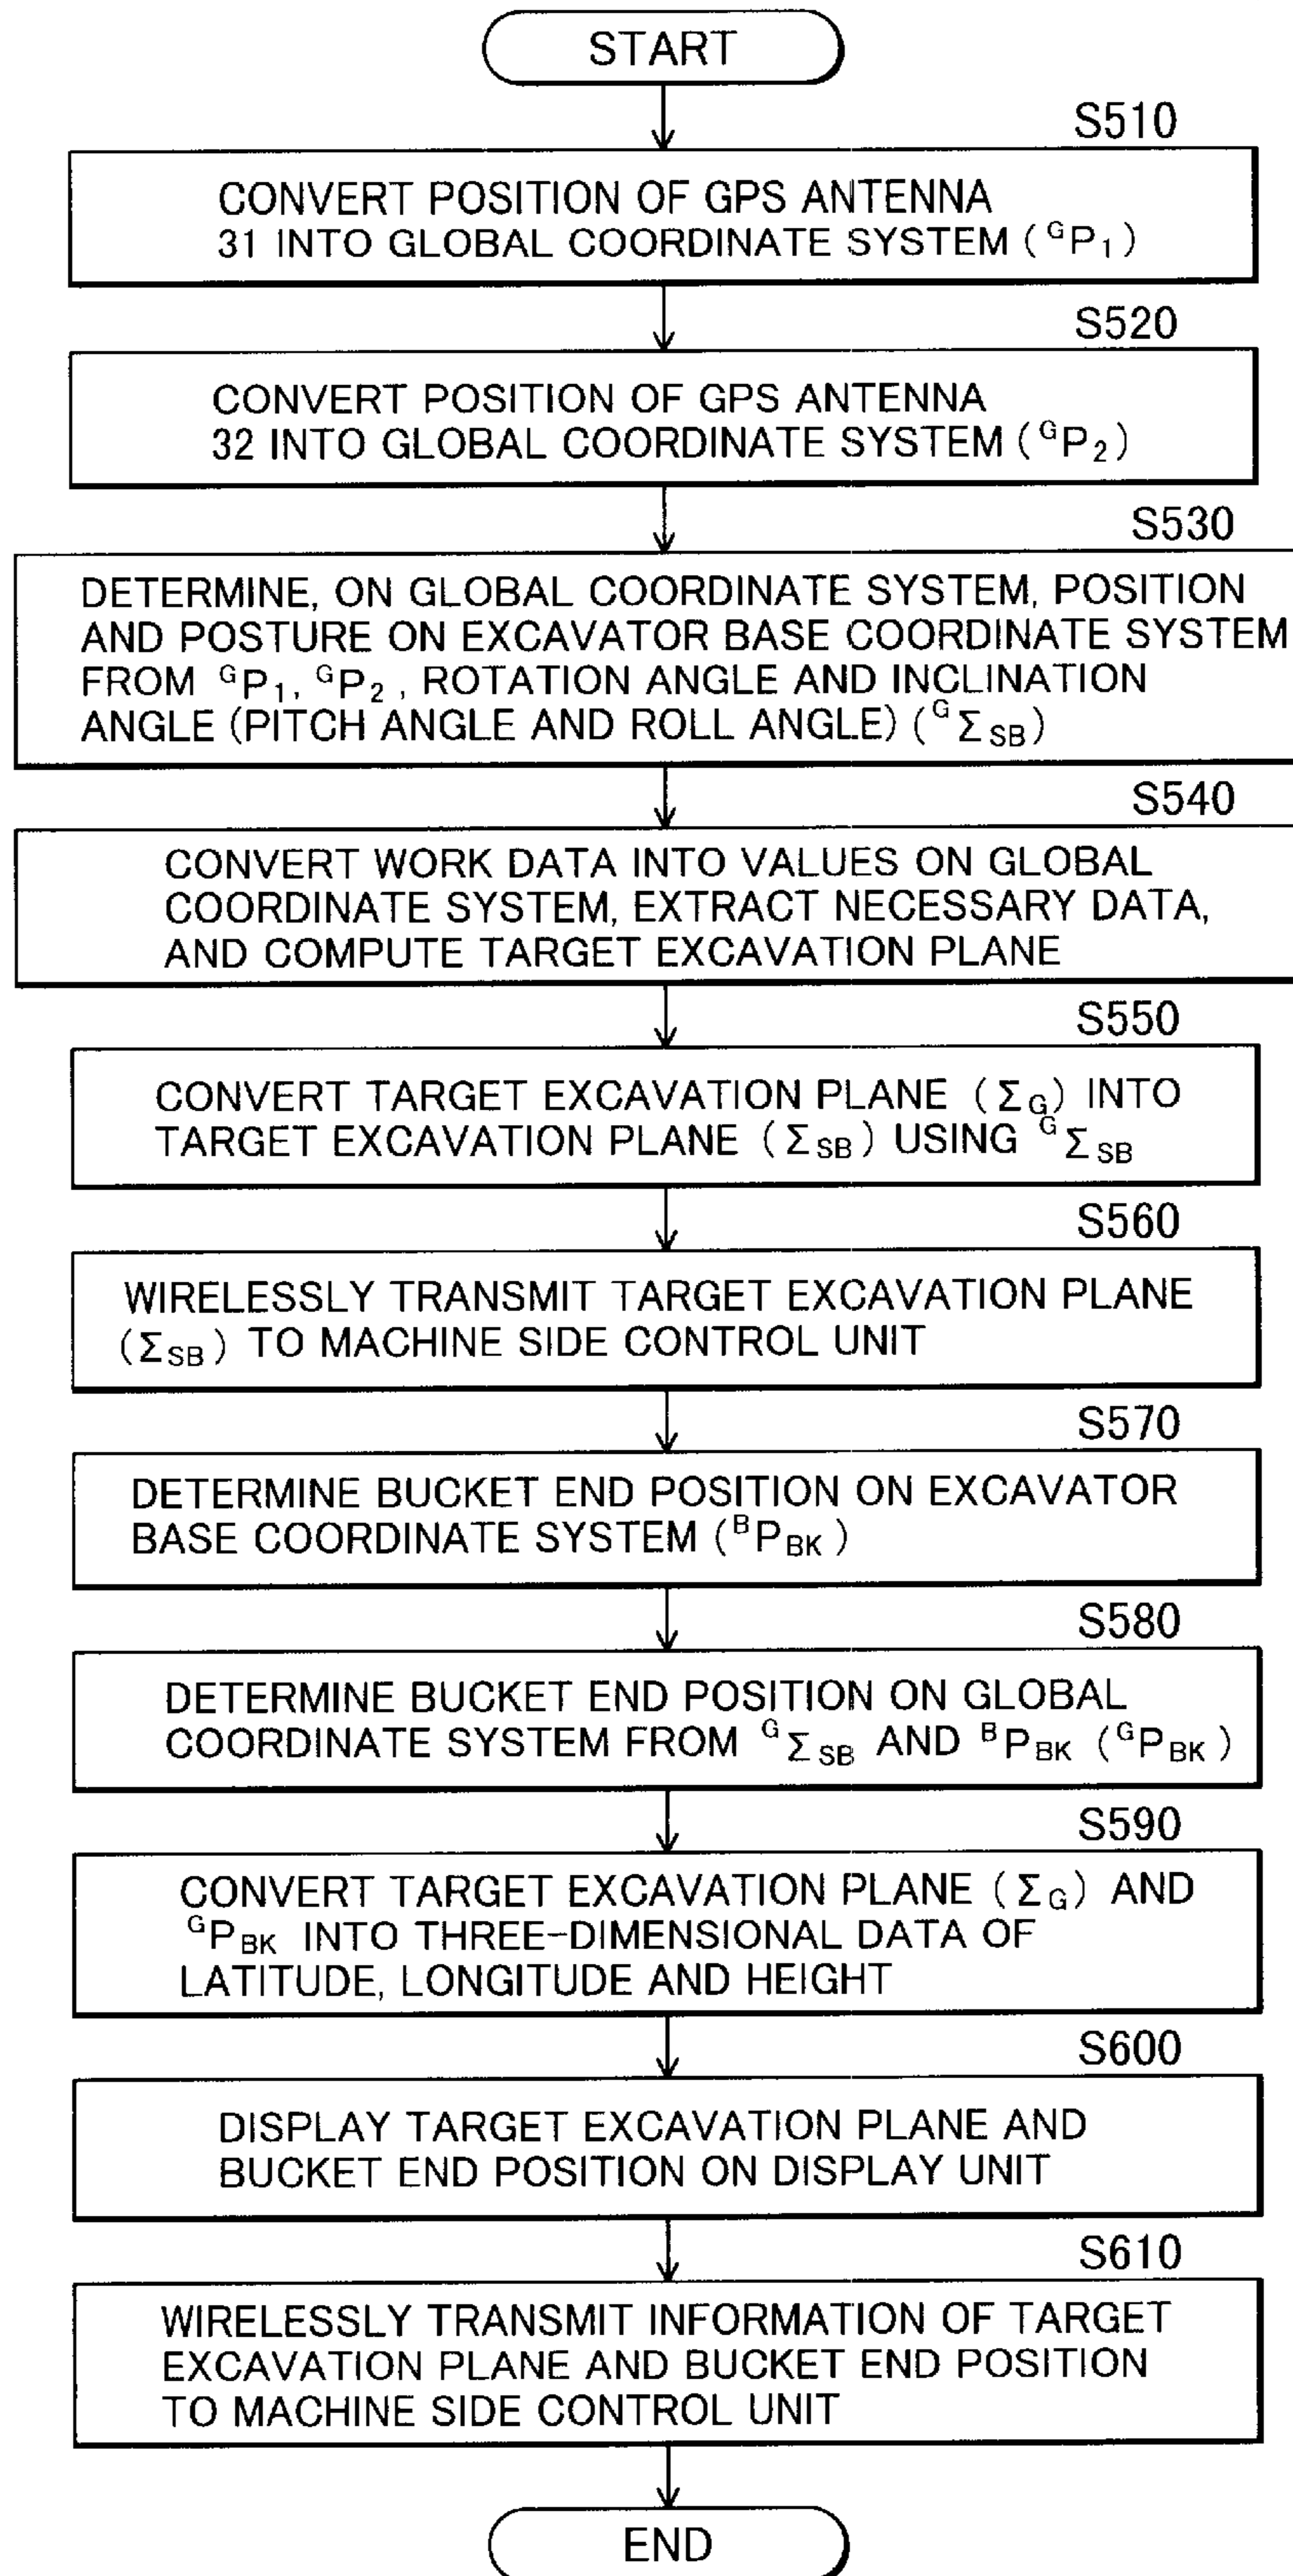 START
S510
CONVERT POSITION OF GPS ANTENNA
31 INTO GLOBAL COORDINATE SYSTEM (ᴳP₁)
S520
CONVERT POSITION OF GPS ANTENNA
32 INTO GLOBAL COORDINATE SYSTEM (ᴳP₂)
S530
DETERMINE, ON GLOBAL COORDINATE SYSTEM, POSITION
AND POSTURE ON EXCAVATOR BASE COORDINATE SYSTEM
FROM ᴳP₁, ᴳP₂, ROTATION ANGLE AND INCLINATION
ANGLE (PITCH ANGLE AND ROLL ANGLE) (ᴳΣSB)
S540
CONVERT WORK DATA INTO VALUES ON GLOBAL
COORDINATE SYSTEM, EXTRACT NECESSARY DATA,
AND COMPUTE TARGET EXCAVATION PLANE
S550
CONVERT TARGET EXCAVATION PLANE (ΣG) INTO
TARGET EXCAVATION PLANE (ΣSB) USING ᴳΣSB
S560
WIRELESSLY TRANSMIT TARGET EXCAVATION PLANE
(ΣSB) TO MACHINE SIDE CONTROL UNIT
S570
DETERMINE BUCKET END POSITION ON EXCAVATOR
BASE COORDINATE SYSTEM (ᴮPBK)
S580
DETERMINE BUCKET END POSITION ON GLOBAL
COORDINATE SYSTEM FROM ᴳΣSB AND ᴮPBK (ᴳPBK)
S590
CONVERT TARGET EXCAVATION PLANE (ΣG) AND
ᴳPBK INTO THREE-DIMENSIONAL DATA OF
LATITUDE, LONGITUDE AND HEIGHT
S600
DISPLAY TARGET EXCAVATION PLANE AND
BUCKET END POSITION ON DISPLAY UNIT
S610
WIRELESSLY TRANSMIT INFORMATION OF TARGET
EXCAVATION PLANE AND BUCKET END POSITION
TO MACHINE SIDE CONTROL UNIT
END